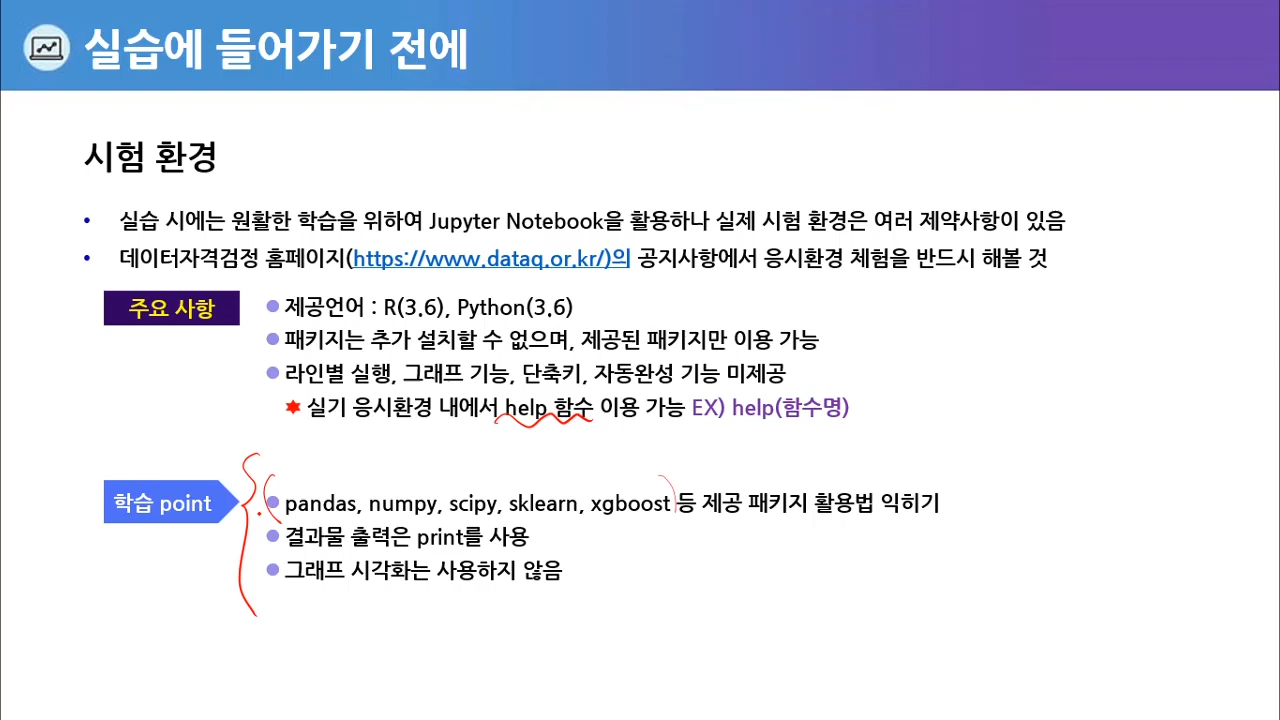 실습에 들어가기 전에
시험 환경
• 실습 시에는 원활한 학습을 위하여 Jupyter Notebook을 활용하나 실제 시험 환경은 여러 제약사항이 있음
• 데이터자격검정 홈페이지(https://www.dataq.or.kr/)의 공지사항에서 응시환경 체험을 반드시 해볼 것
주요 사항
● 제공언어 : R(3.6), Python(3.6)
● 패키지는 추가 설치할 수 없으며, 제공된 패키지만 이용 가능
● 라인별 실행, 그래프 기능, 단축키, 자동완성 기능 미제공
✶ 실기 응시환경 내에서 help 함수 이용 가능 EX) help(함수명)
학습 point
● pandas, numpy, scipy, sklearn, xgboost 등 제공 패키지 활용법 익히기
● 결과물 출력은 print를 사용
● 그래프 시각화는 사용하지 않음